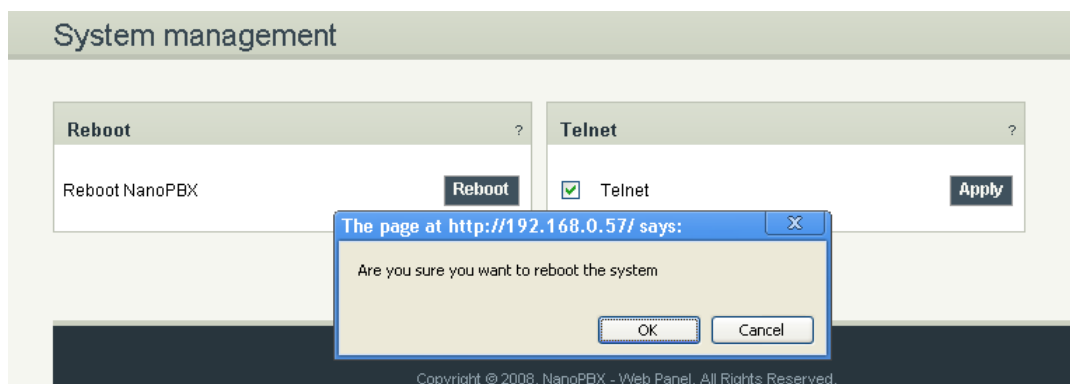 System management
Reboot ?
Telnet ?
Reboot NanoPBX Reboot
Telnet Apply
The page at http://192.168.0.57/ says: X
Are you sure you want to reboot the system
OK Cancel
Copyright © 2008, NanoPBX - Web Panel. All Rights Reserved.